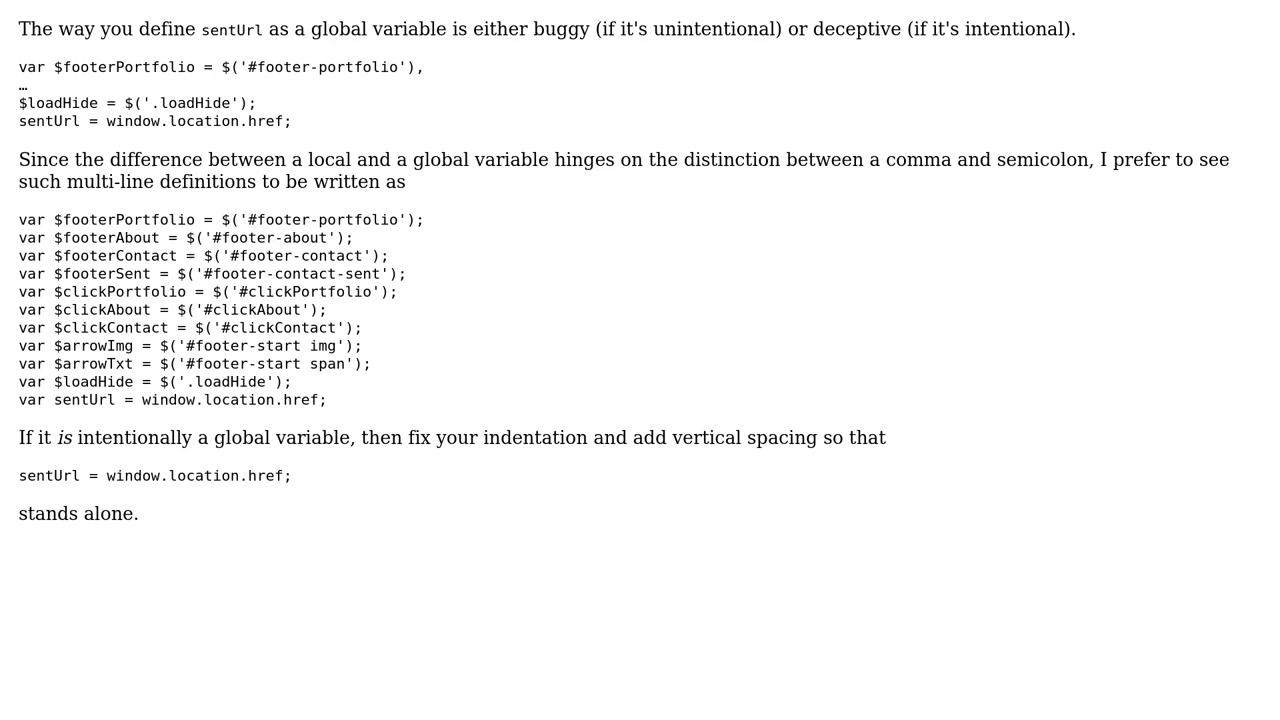 The way you define sentUrl as a global variable is either buggy (if it's unintentional) or deceptive (if it's intentional).
var $footerPortfolio = $('#footer-portfolio'),
…
$loadHide = $('.loadHide');
sentUrl = window.location.href;
Since the difference between a local and a global variable hinges on the distinction between a comma and semicolon, I prefer to see
such multi-line definitions to be written as
var $footerPortfolio = $('#footer-portfolio');
var $footerAbout = $('#footer-about');
var $footerContact = $('#footer-contact');
var $footerSent = $('#footer-contact-sent');
var $clickPortfolio = $('#clickPortfolio');
var $clickAbout = $('#clickAbout');
var $clickContact = $('#clickContact');
var $arrowImg = $('#footer-start img');
var $arrowTxt = $('#footer-start span');
var $loadHide = $('.loadHide');
var sentUrl = window.location.href;
If it is intentionally a global variable, then fix your indentation and add vertical spacing so that
sentUrl = window.location.href;
stands alone.